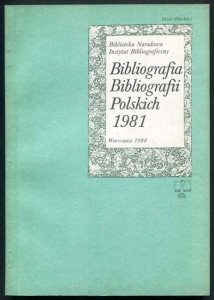 Biblioteka Narodowa
Instytut Bibliograficzny
Bibliografia
Bibliografii
Polskich
1981
Warszawa 1988